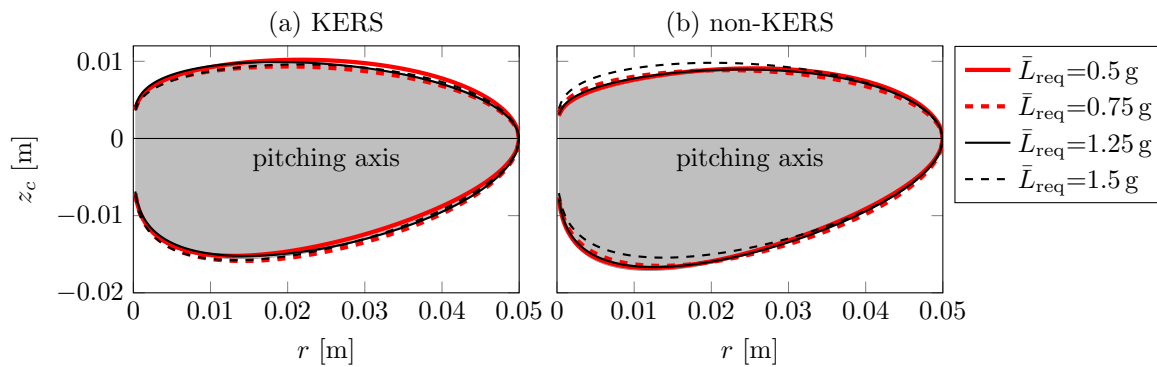 (a) KERS
(b) non-KERS
0.01
0
−0.01
−0.02
z_c [m]
pitching axis
pitching axis
0 0.01 0.02 0.03 0.04 0.05
0 0.01 0.02 0.03 0.04 0.05
r [m]
r [m]
L̄_req=0.5 g
L̄_req=0.75 g
L̄_req=1.25 g
L̄_req=1.5 g